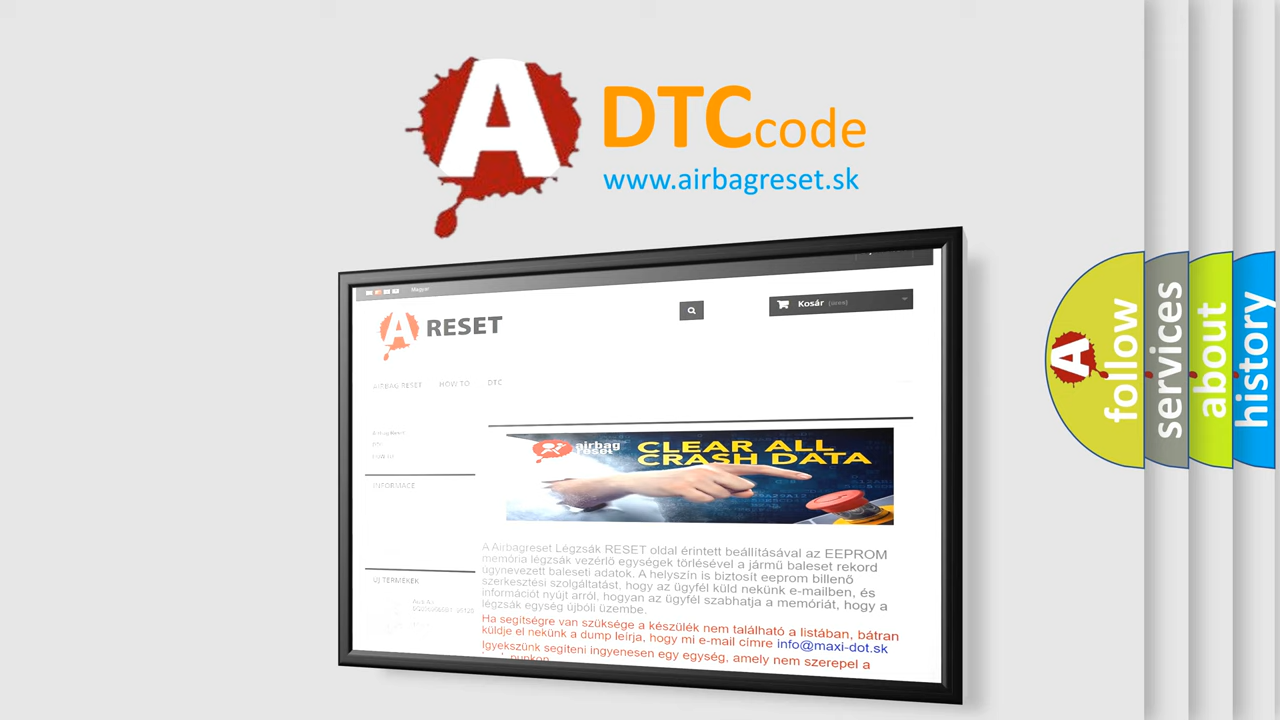 A
DTCcode
www.airbagreset.sk
Magyar
A RESET
Kosár (üres)
AIRBAG RESET HOW TO DTC
INFORMACE
ÚJ TERMÉKEK
airbag
reset
CLEAR ALL
CRASH DATA
A Airbagreset Légzsák RESET oldal érintett beállításával az EEPROM
memória légzsák vezérlő egységek törlésével a jármű baleset rekord
úgynevezett baleseti adatok. A helyszín is biztosít eeprom billenő
szerkesztési szolgáltatást, hogy az ügyfél küld nekünk e-mailben, és
információt nyújt arról, hogyan az ügyfél szabhatja a memóriát, hogy a
légzsák egység újbóli üzembe.
Ha segítségre van szüksége a készülék nem található a listában, bátran
küldje el nekünk a dump leírja, hogy mi e-mail címre info@maxi-dot.sk
Igyekszünk segíteni ingyenesen egy egység, amely nem szerepel a
A
follow
services
about
history